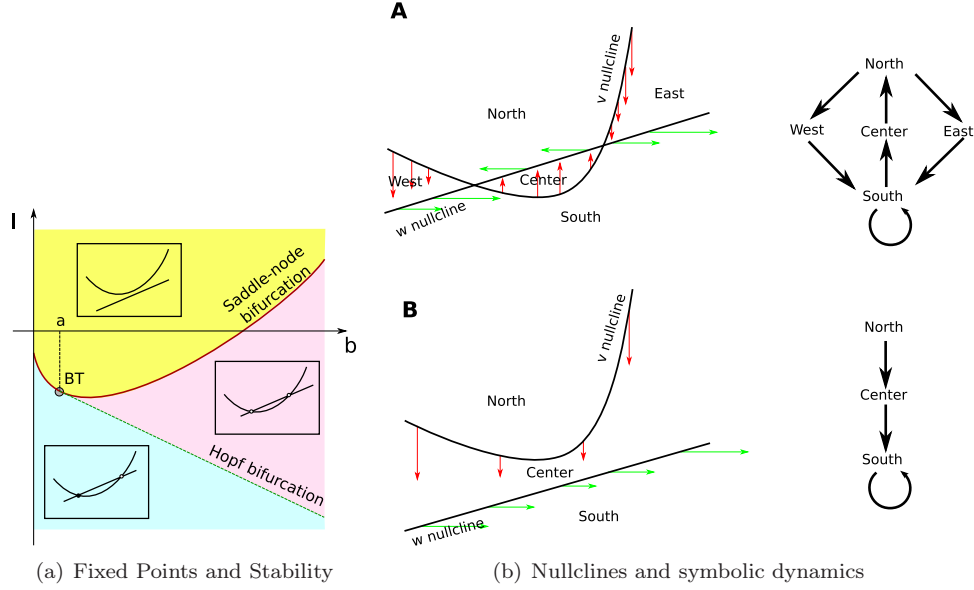 I
Saddle-node
bifurcation
a
b
BT
Hopf bifurcation
(a) Fixed Points and Stability
A
v nullcline
East
North
West
Center
w nullcline
South
North
West
Center
East
South
B
v nullcline
North
Center
w nullcline
South
North
Center
South
(b) Nullclines and symbolic dynamics